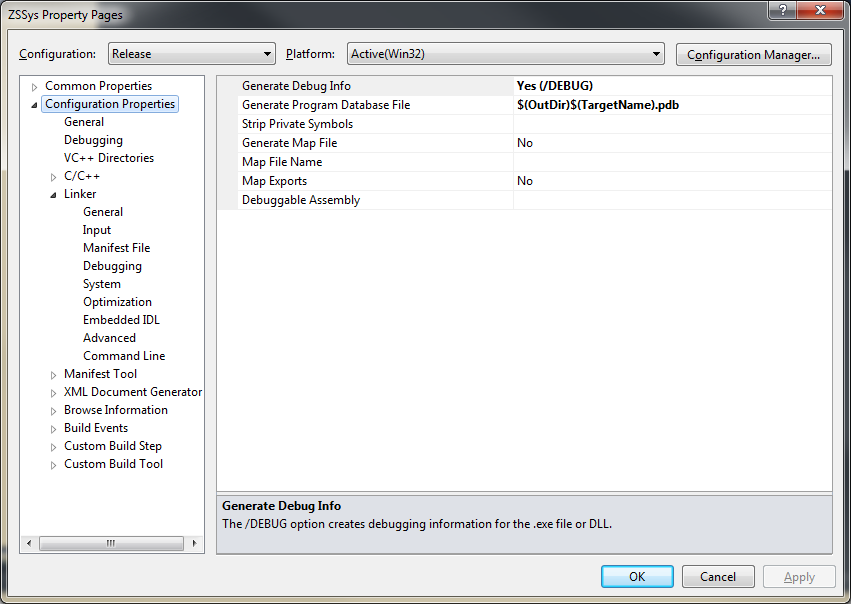 ZSSys Property Pages
Configuration: Release Platform: Active(Win32) Configuration Manager...
Common Properties
Configuration Properties
General
Debugging
VC++ Directories
C/C++
Linker
General
Input
Manifest File
Debugging
System
Optimization
Embedded IDL
Advanced
Command Line
Manifest Tool
XML Document Generator
Browse Information
Build Events
Custom Build Step
Custom Build Tool
Generate Debug Info Yes (/DEBUG)
Generate Program Database File $(OutDir)$(TargetName).pdb
Strip Private Symbols
Generate Map File No
Map File Name
Map Exports No
Debuggable Assembly
Generate Debug Info
The /DEBUG option creates debugging information for the .exe file or DLL.
OK Cancel Apply